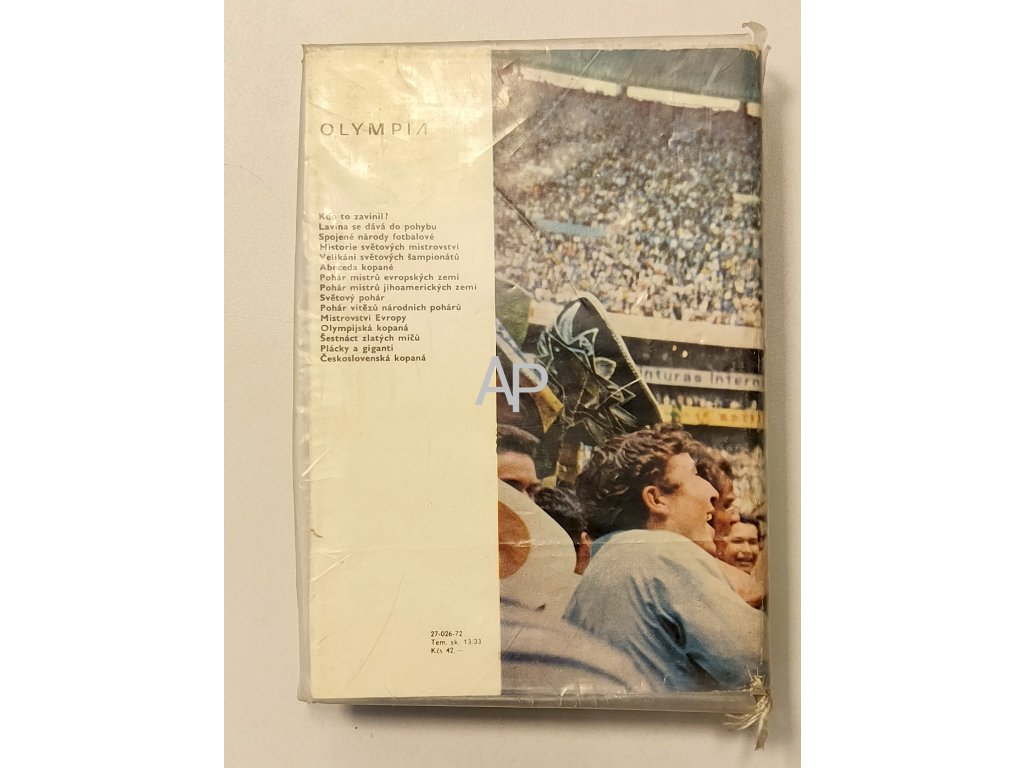 OLYMPIA
Kdo to zavinil?
Lavina se dává do pohybu
Spojené národy fotbalové
Historie světových mistrovství
Velikáni světových šampionátů
Abeceda kopané
Pohár mistrů evropských zemí
Pohár mistrů jihoamerických zemí
Světový pohár
Pohár vítězů národních pohárů
Mistrovství Evropy
Olympijská kopaná
Šestnáct zlatých míčů
Plácky a giganti
Československá kopaná
AP
nturas Intern
27-026-72
Tem. sk. 13/33
Kčs 42.—